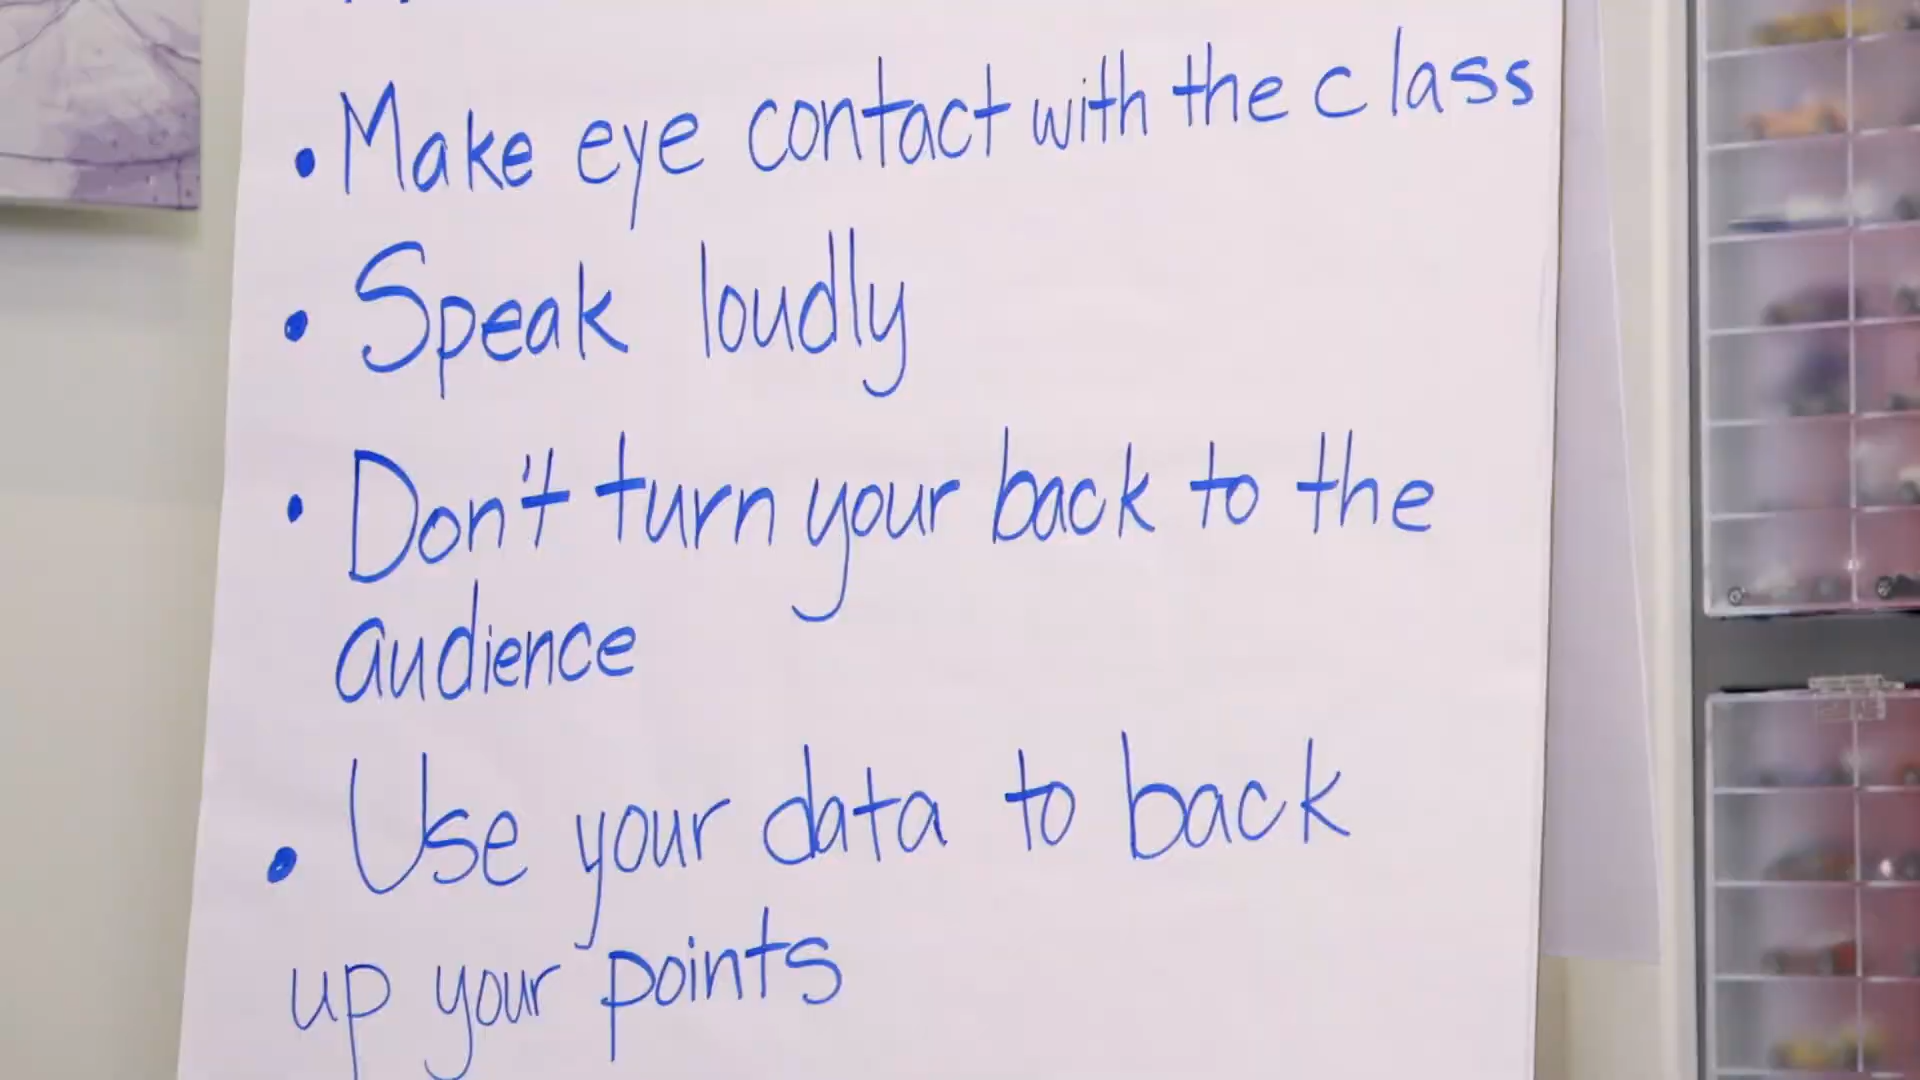 • Make eye contact with the class
• Speak loudly
• Don't turn your back to the
audience
• Use your data to back
up your points